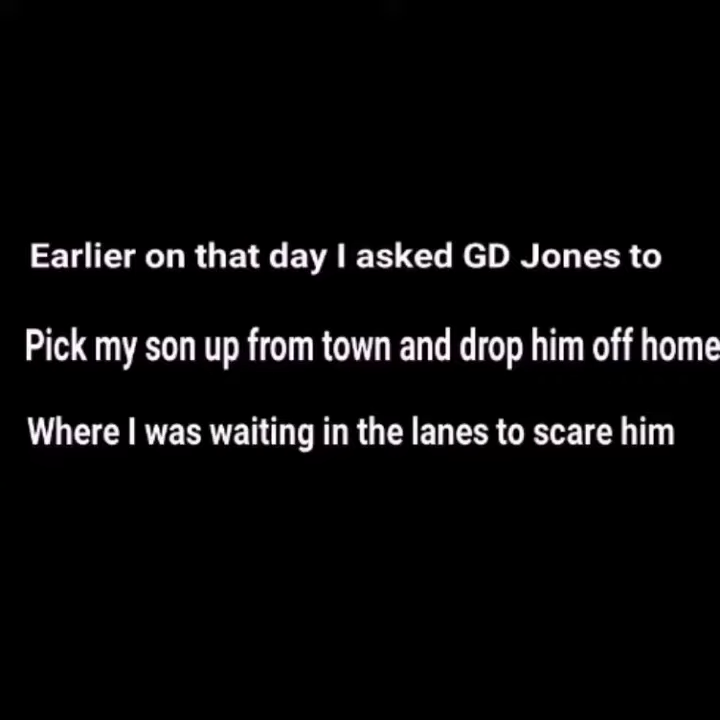 Earlier on that day I asked GD Jones to
Pick my son up from town and drop him off home
Where I was waiting in the lanes to scare him